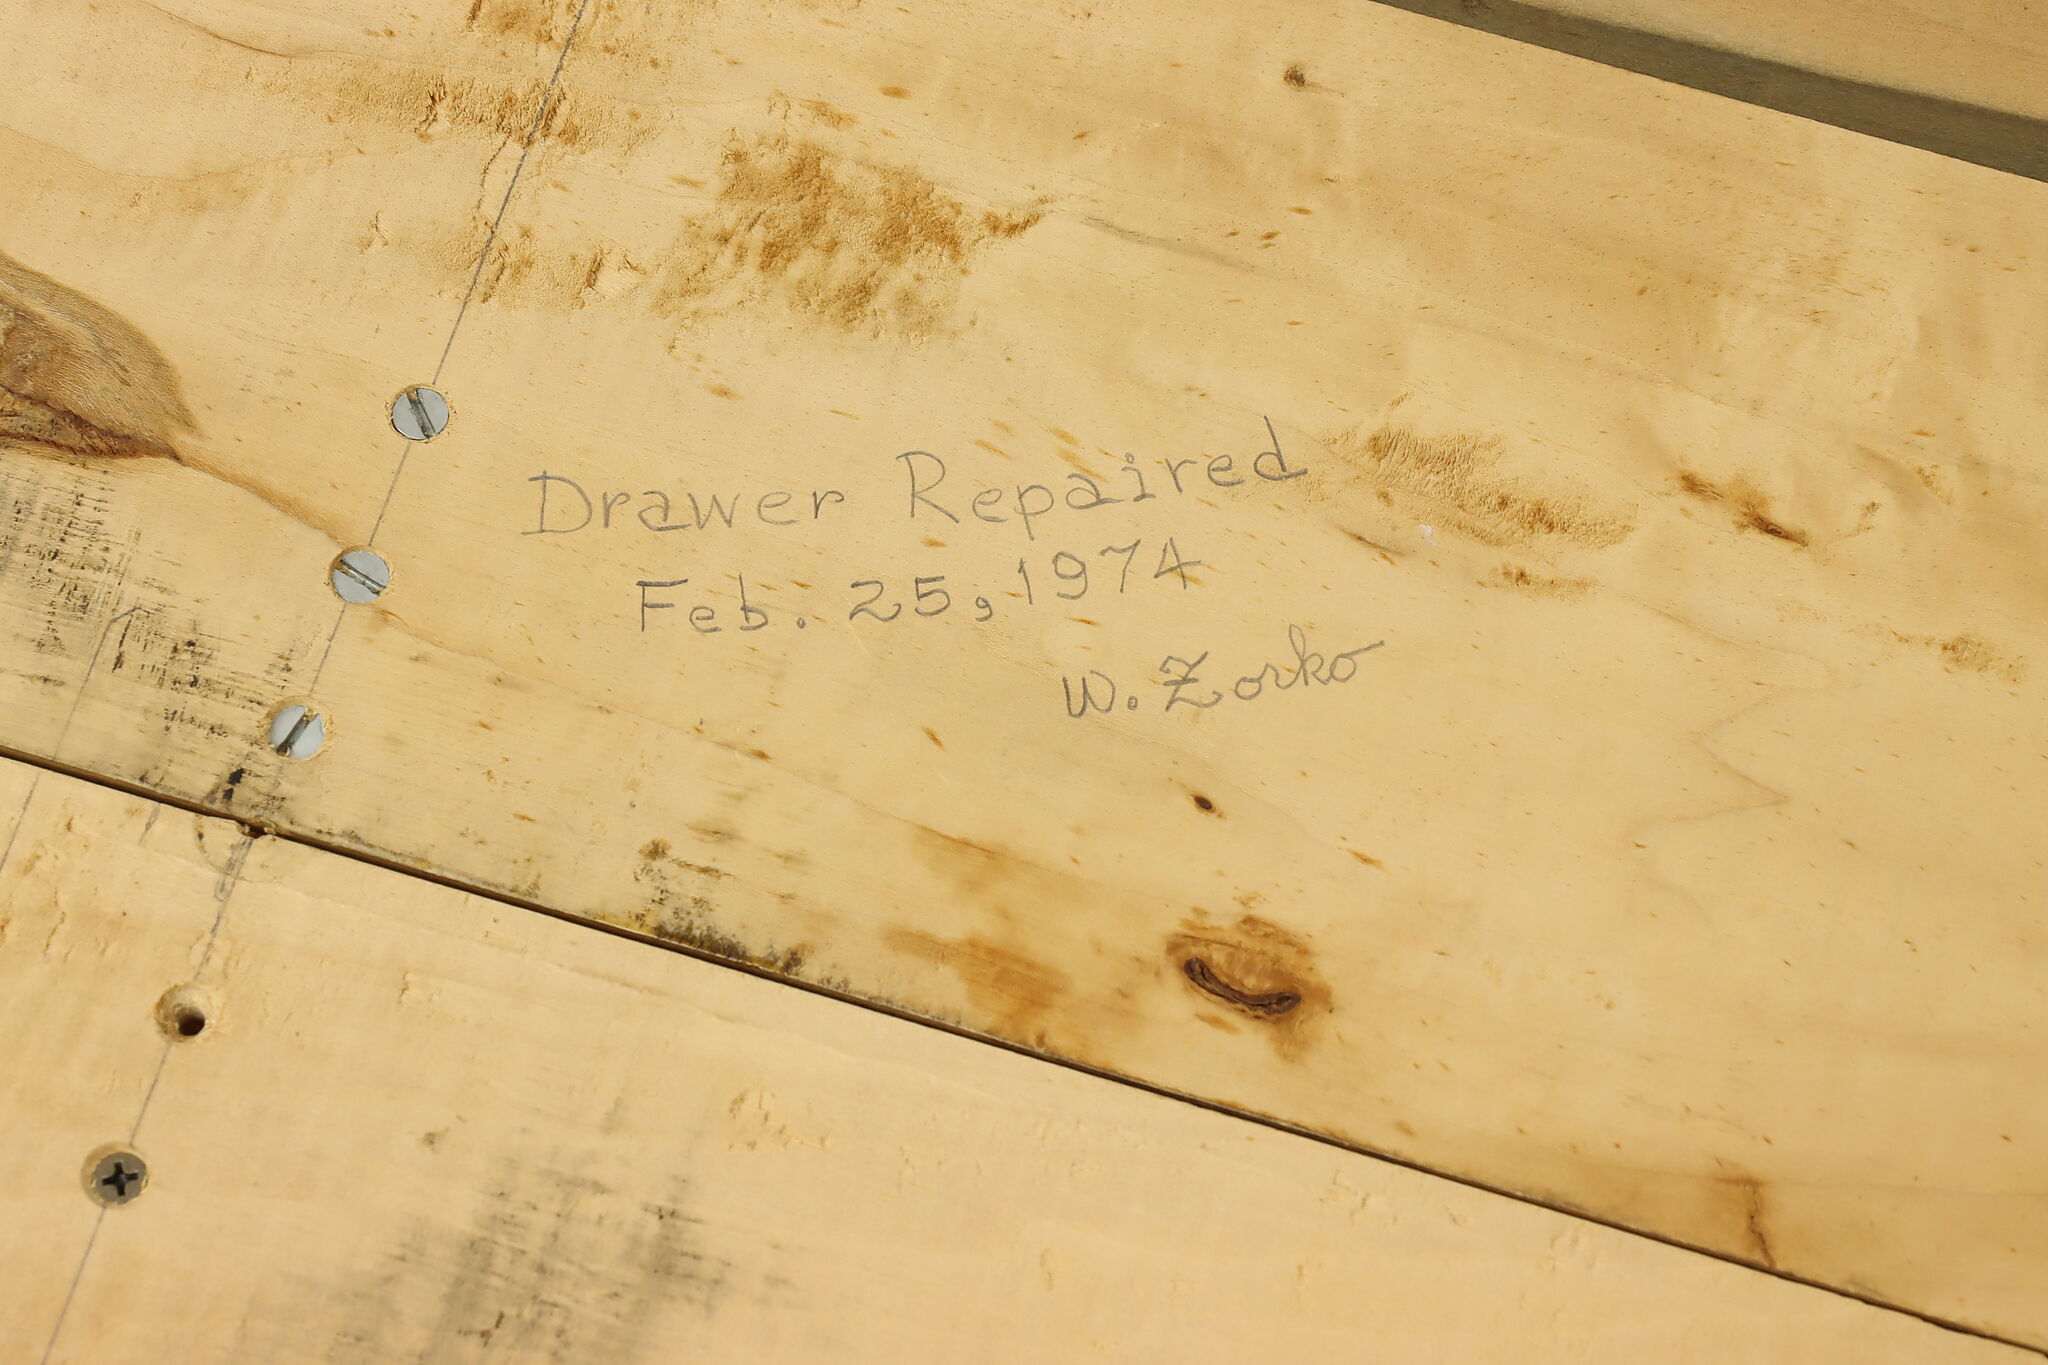 Drawer Repaired
Feb. 25, 1974
W. Zorko